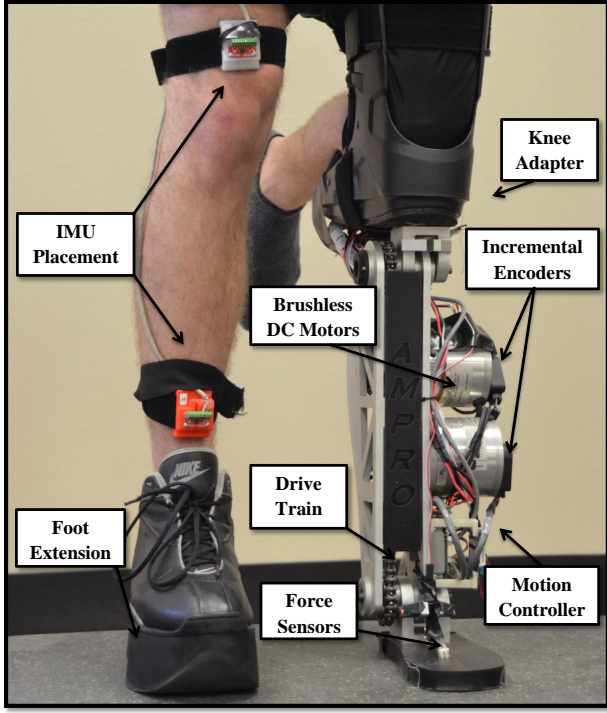 Knee
Adapter
IMU
Placement
Incremental
Encoders
Brushless
DC Motors
AMPRO
NIKE
Drive
Train
Foot
Extension
Force
Sensors
Motion
Controller